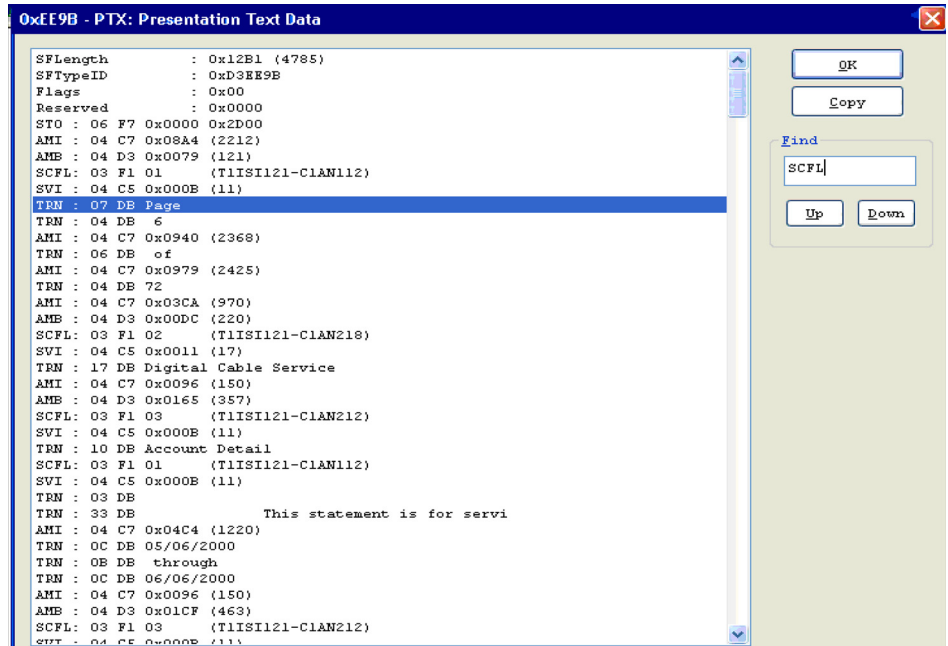 0xEE9B - PTX: Presentation Text Data
SFLength : 0x12B1 (4785)
SFTypeID : 0xD3EE9B
Flags : 0x00
Reserved : 0x0000
STO : 06 F7 0x0000 0x2D00
AMI : 04 C7 0x08A4 (2212)
AMB : 04 D3 0x0079 (121)
SCFL: 03 F1 01 (T1ISI121-C1AN112)
SVI : 04 C5 0x000B (11)
TRN : 07 DB Page
TRN : 04 DB 6
AMI : 04 C7 0x0940 (2368)
TRN : 06 DB of
AMI : 04 C7 0x0979 (2425)
TRN : 04 DB 72
AMI : 04 C7 0x03CA (970)
AMB : 04 D3 0x00DC (220)
SCFL: 03 F1 02 (T1ISI121-C1AN218)
SVI : 04 C5 0x0011 (17)
TRN : 17 DB Digital Cable Service
AMI : 04 C7 0x0096 (150)
AMB : 04 D3 0x0165 (357)
SCFL: 03 F1 03 (T1ISI121-C1AN212)
SVI : 04 C5 0x000B (11)
TRN : 10 DB Account Detail
SCFL: 03 F1 01 (T1ISI121-C1AN112)
SVI : 04 C5 0x000B (11)
TRN : 03 DB
TRN : 33 DB This statement is for servi
AMI : 04 C7 0x04C4 (1220)
TRN : 0C DB 05/06/2000
TRN : 0B DB through
TRN : 0C DB 06/06/2000
AMI : 04 C7 0x0096 (150)
AMB : 04 D3 0x01CF (463)
SCFL: 03 F1 03 (T1ISI121-C1AN212)
SVI : 04 C5 0x000B (11)
OK
Copy
Find
SCFL
Up Down